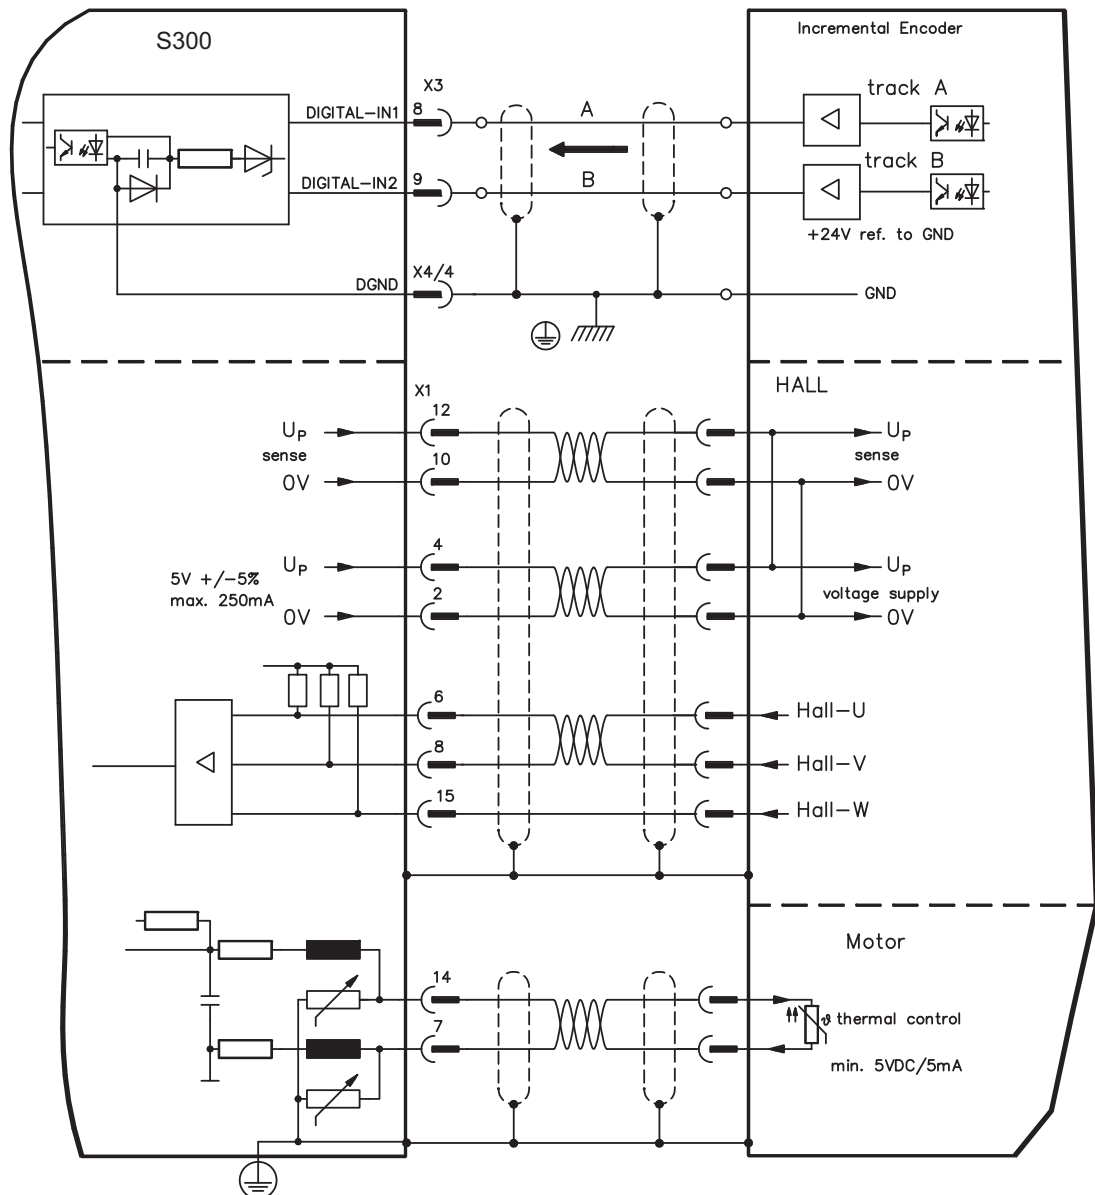 S300
Incremental Encoder
X3
DIGITAL-IN1
8
A
track A
DIGITAL-IN2
9
B
track B
+24V ref. to GND
DGND
X4/4
GND
HALL
X1
12
UP
sense
UP
sense
10
0V
0V
4
UP
UP
5V +/-5%
max. 250mA
voltage supply
2
0V
0V
6
Hall-U
8
Hall-V
15
Hall-W
Motor
14
ϑ thermal control
7
min. 5VDC/5mA